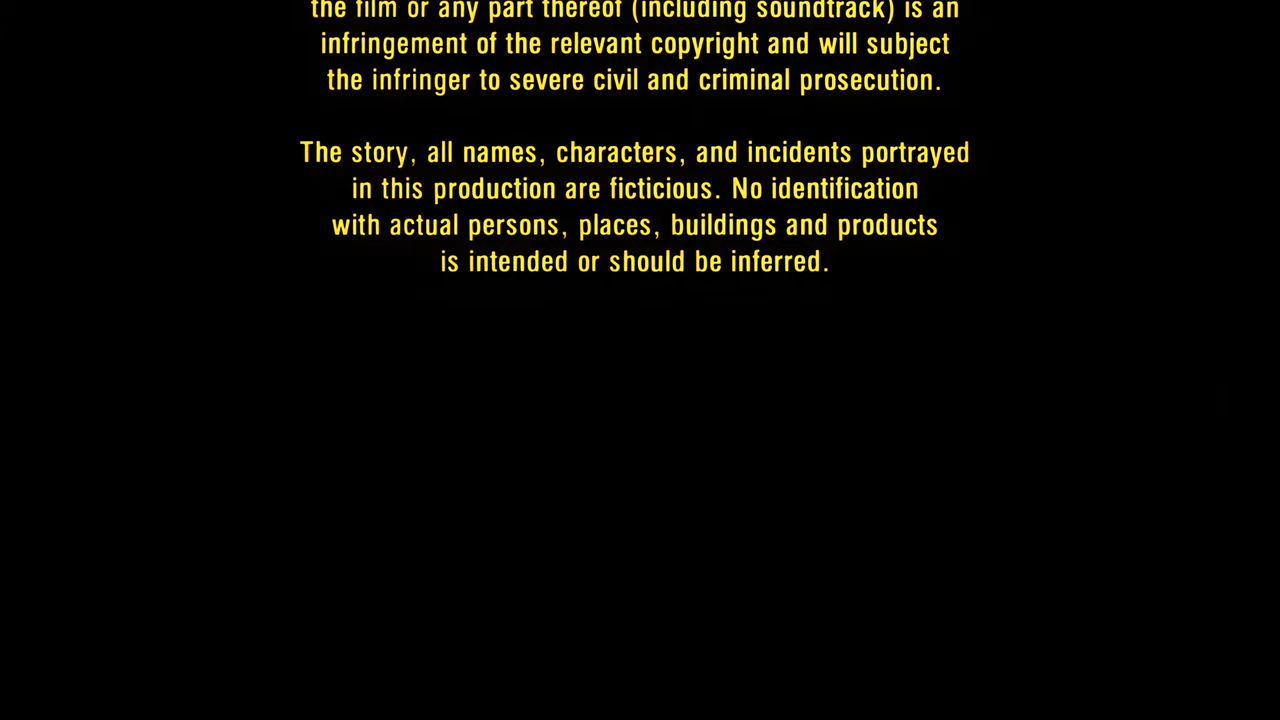 the film or any part thereof (including soundtrack) is an
infringement of the relevant copyright and will subject
the infringer to severe civil and criminal prosecution.
The story, all names, characters, and incidents portrayed
in this production are ficticious. No identification
with actual persons, places, buildings and products
is intended or should be inferred.